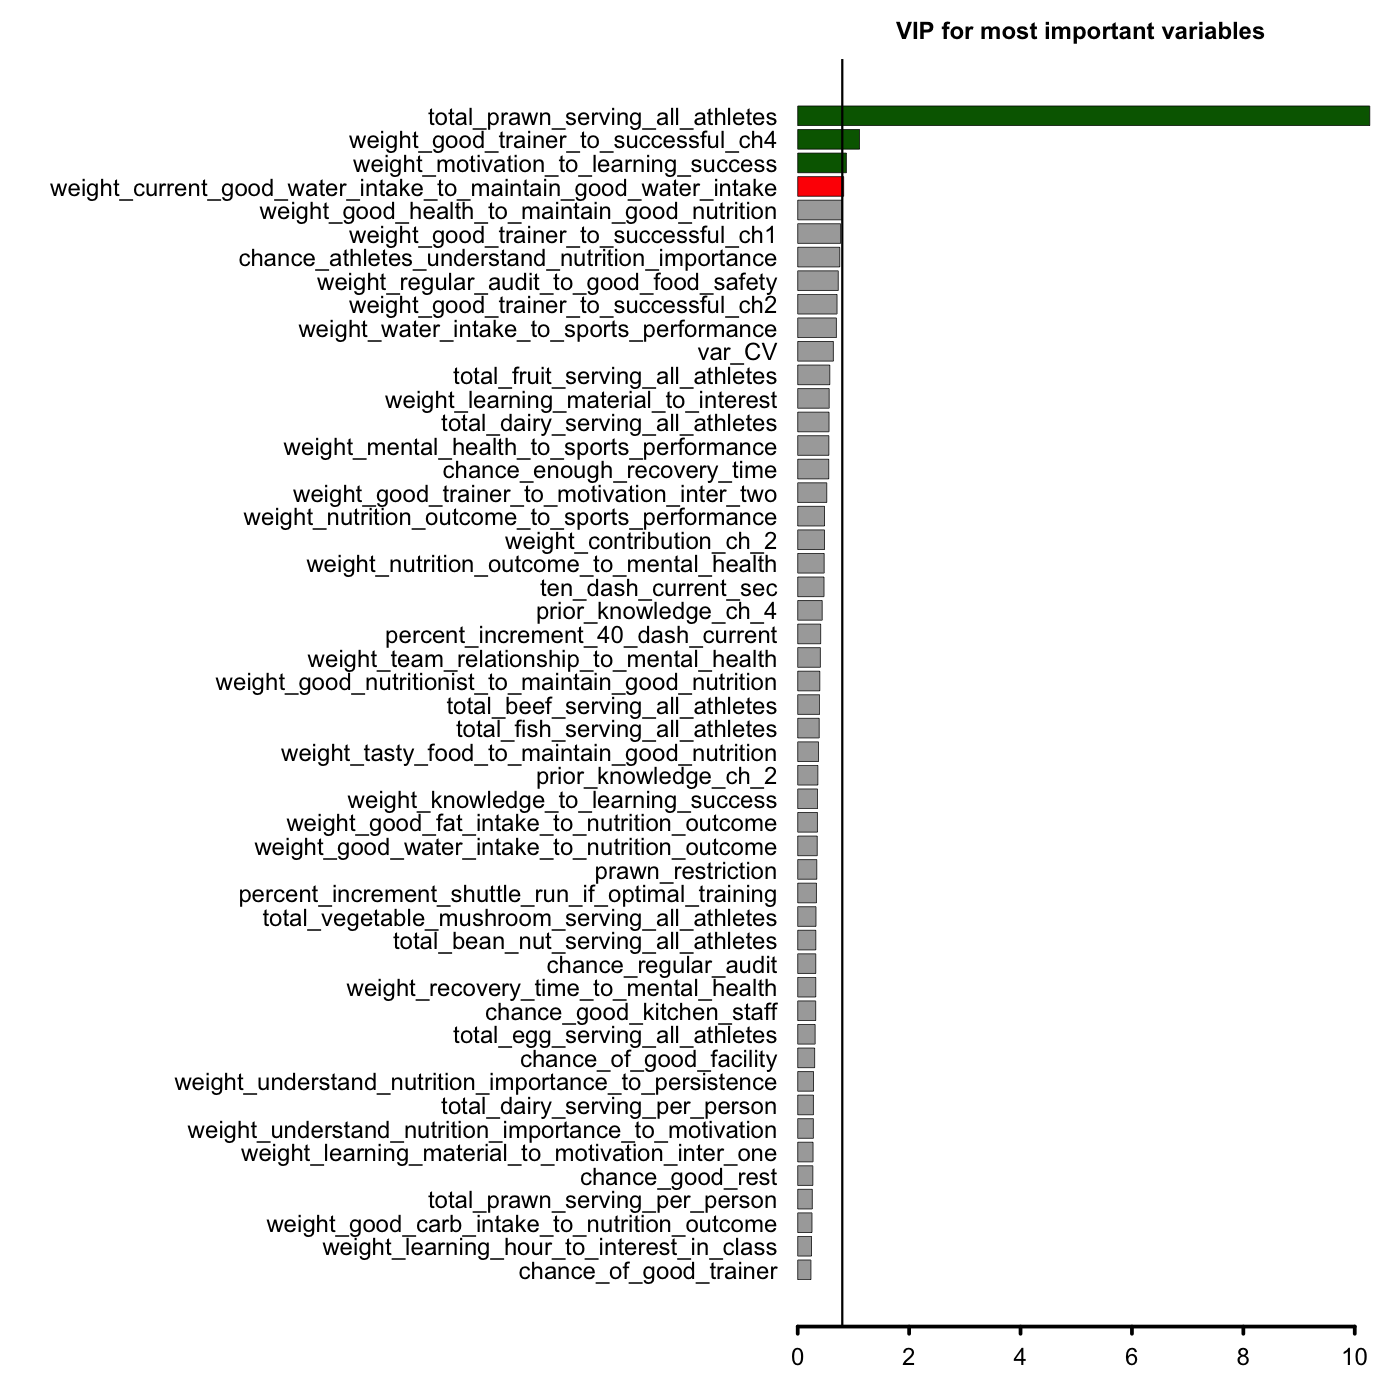 VIP for most important variables
total_prawn_serving_all_athletes
weight_good_trainer_to_successful_ch4
weight_motivation_to_learning_success
weight_current_good_water_intake_to_maintain_good_water_intake
weight_good_health_to_maintain_good_nutrition
weight_good_trainer_to_successful_ch1
chance_athletes_understand_nutrition_importance
weight_regular_audit_to_good_food_safety
weight_good_trainer_to_successful_ch2
weight_water_intake_to_sports_performance
var_CV
total_fruit_serving_all_athletes
weight_learning_material_to_interest
total_dairy_serving_all_athletes
weight_mental_health_to_sports_performance
chance_enough_recovery_time
weight_good_trainer_to_motivation_inter_two
weight_nutrition_outcome_to_sports_performance
weight_contribution_ch_2
weight_nutrition_outcome_to_mental_health
ten_dash_current_sec
prior_knowledge_ch_4
percent_increment_40_dash_current
weight_team_relationship_to_mental_health
weight_good_nutritionist_to_maintain_good_nutrition
total_beef_serving_all_athletes
total_fish_serving_all_athletes
weight_tasty_food_to_maintain_good_nutrition
prior_knowledge_ch_2
weight_knowledge_to_learning_success
weight_good_fat_intake_to_nutrition_outcome
weight_good_water_intake_to_nutrition_outcome
prawn_restriction
percent_increment_shuttle_run_if_optimal_training
total_vegetable_mushroom_serving_all_athletes
total_bean_nut_serving_all_athletes
chance_regular_audit
weight_recovery_time_to_mental_health
chance_good_kitchen_staff
total_egg_serving_all_athletes
chance_of_good_facility
weight_understand_nutrition_importance_to_persistence
total_dairy_serving_per_person
weight_understand_nutrition_importance_to_motivation
weight_learning_material_to_motivation_inter_one
chance_good_rest
total_prawn_serving_per_person
weight_good_carb_intake_to_nutrition_outcome
weight_learning_hour_to_interest_in_class
chance_of_good_trainer
0 2 4 6 8 10